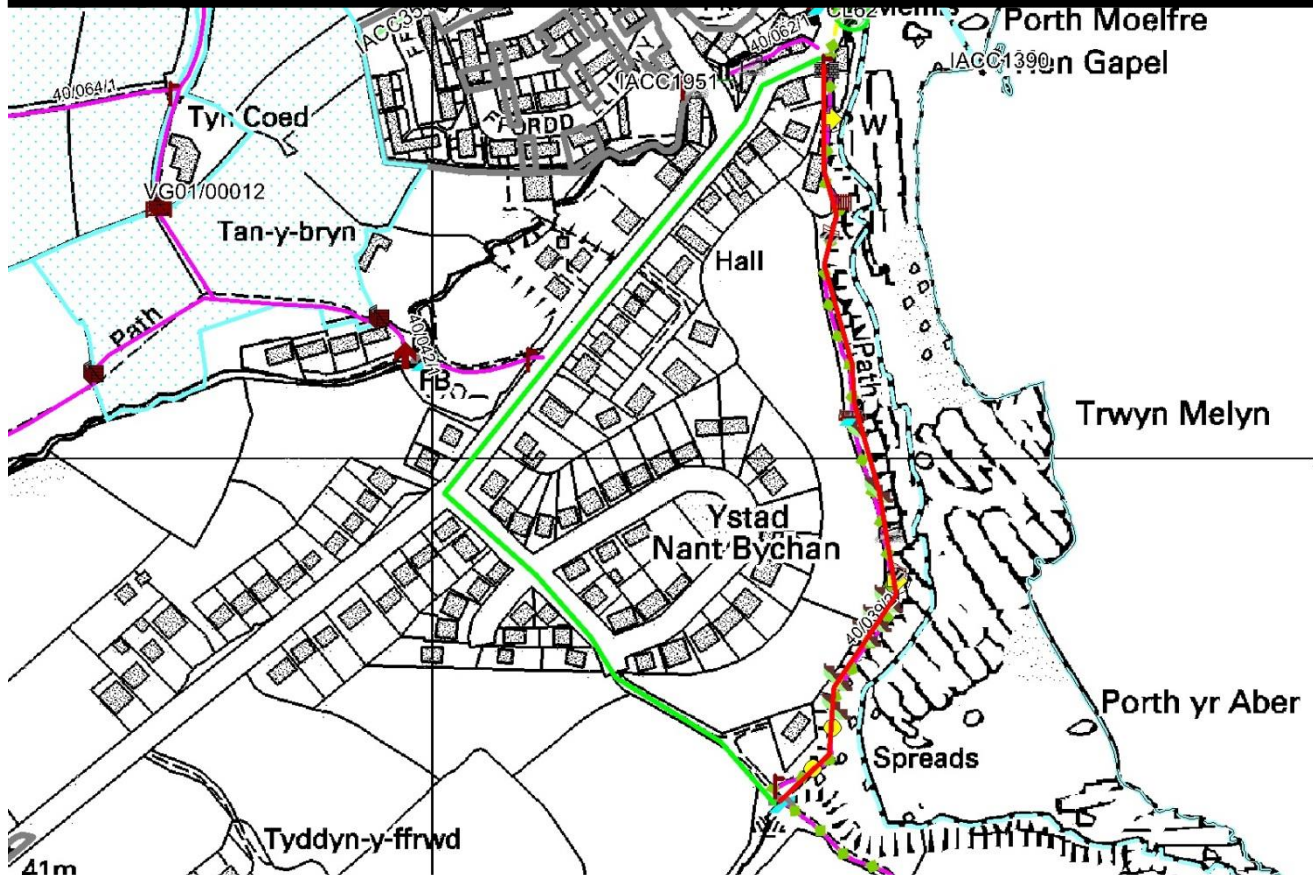 Porth Moelfre
40/062/1
IACC1390
Hen Gapel
IACC1951
40/064/1
Tyn Coed
FFORDD
W
VG01/00012
Tan-y-bryn
Hall
Path
Path
40/042/1
FB
Trwyn Melyn
Ystad
Nant Bychan
40/039/2
Porth yr Aber
Spreads
Tyddyn-y-ffrwd
41m